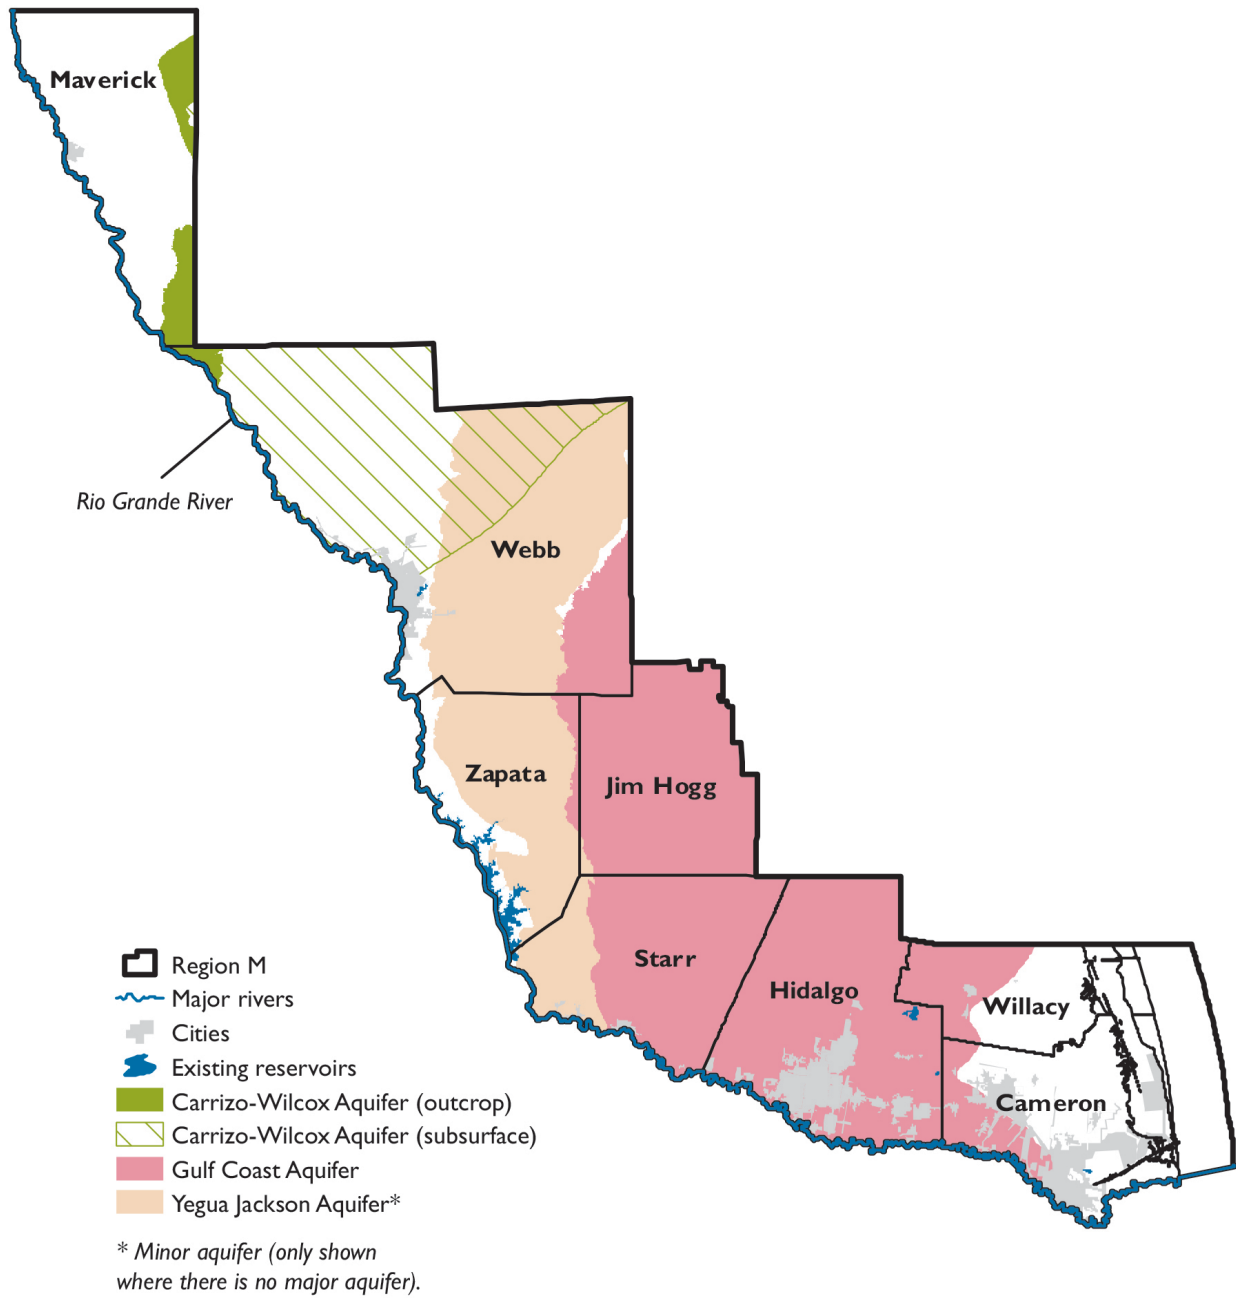 Maverick
Rio Grande River
Webb
Zapata
Jim Hogg
Starr
Hidalgo
Willacy
Cameron
Region M
Major rivers
Cities
Existing reservoirs
Carrizo-Wilcox Aquifer (outcrop)
Carrizo-Wilcox Aquifer (subsurface)
Gulf Coast Aquifer
Yegua Jackson Aquifer*
* Minor aquifer (only shown
where there is no major aquifer).